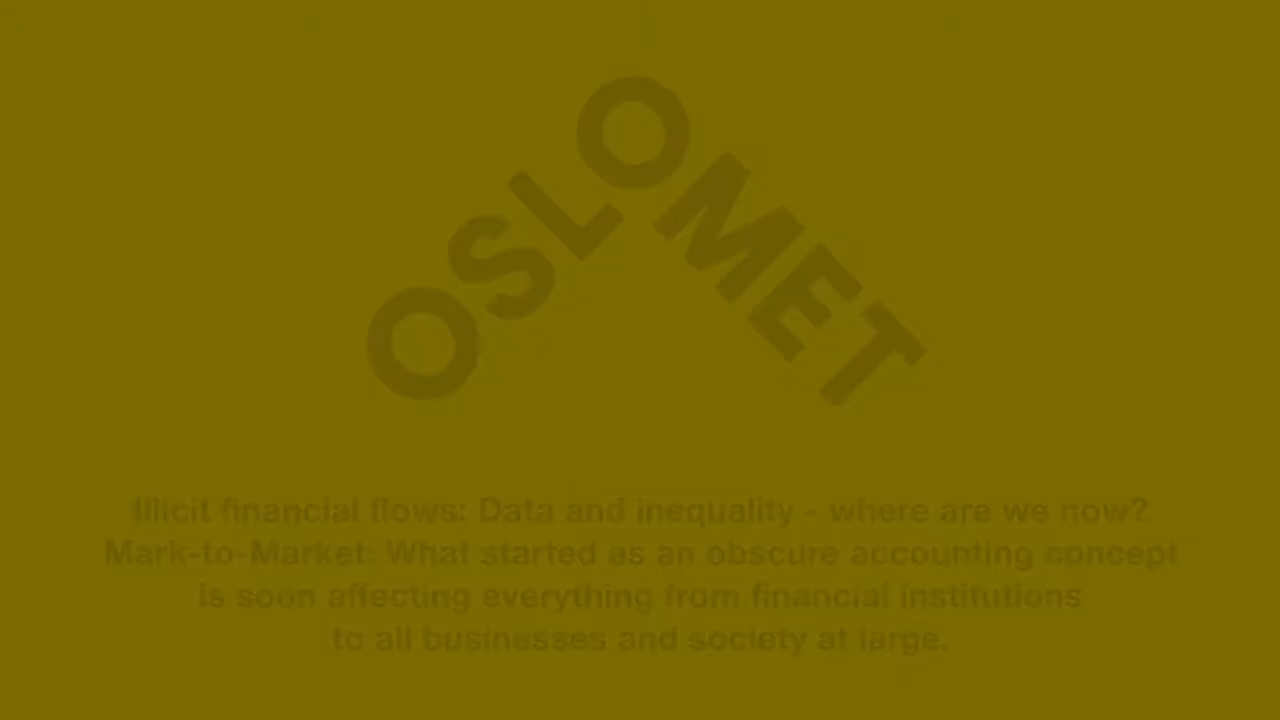 OSLOMET
Illicit financial flows: Data and inequality - where are we now?
Mark-to-Market: What started as an obscure accounting concept
is soon affecting everything from financial institutions
to all businesses and society at large.